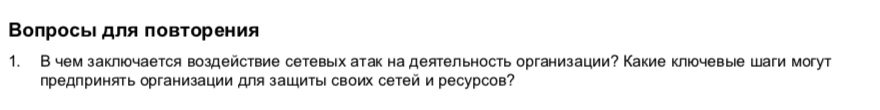 Вопросы для повторения
1. В чем заключается воздействие сетевых атак на деятельность организации? Какие ключевые шаги могут
предпринять организации для защиты своих сетей и ресурсов?